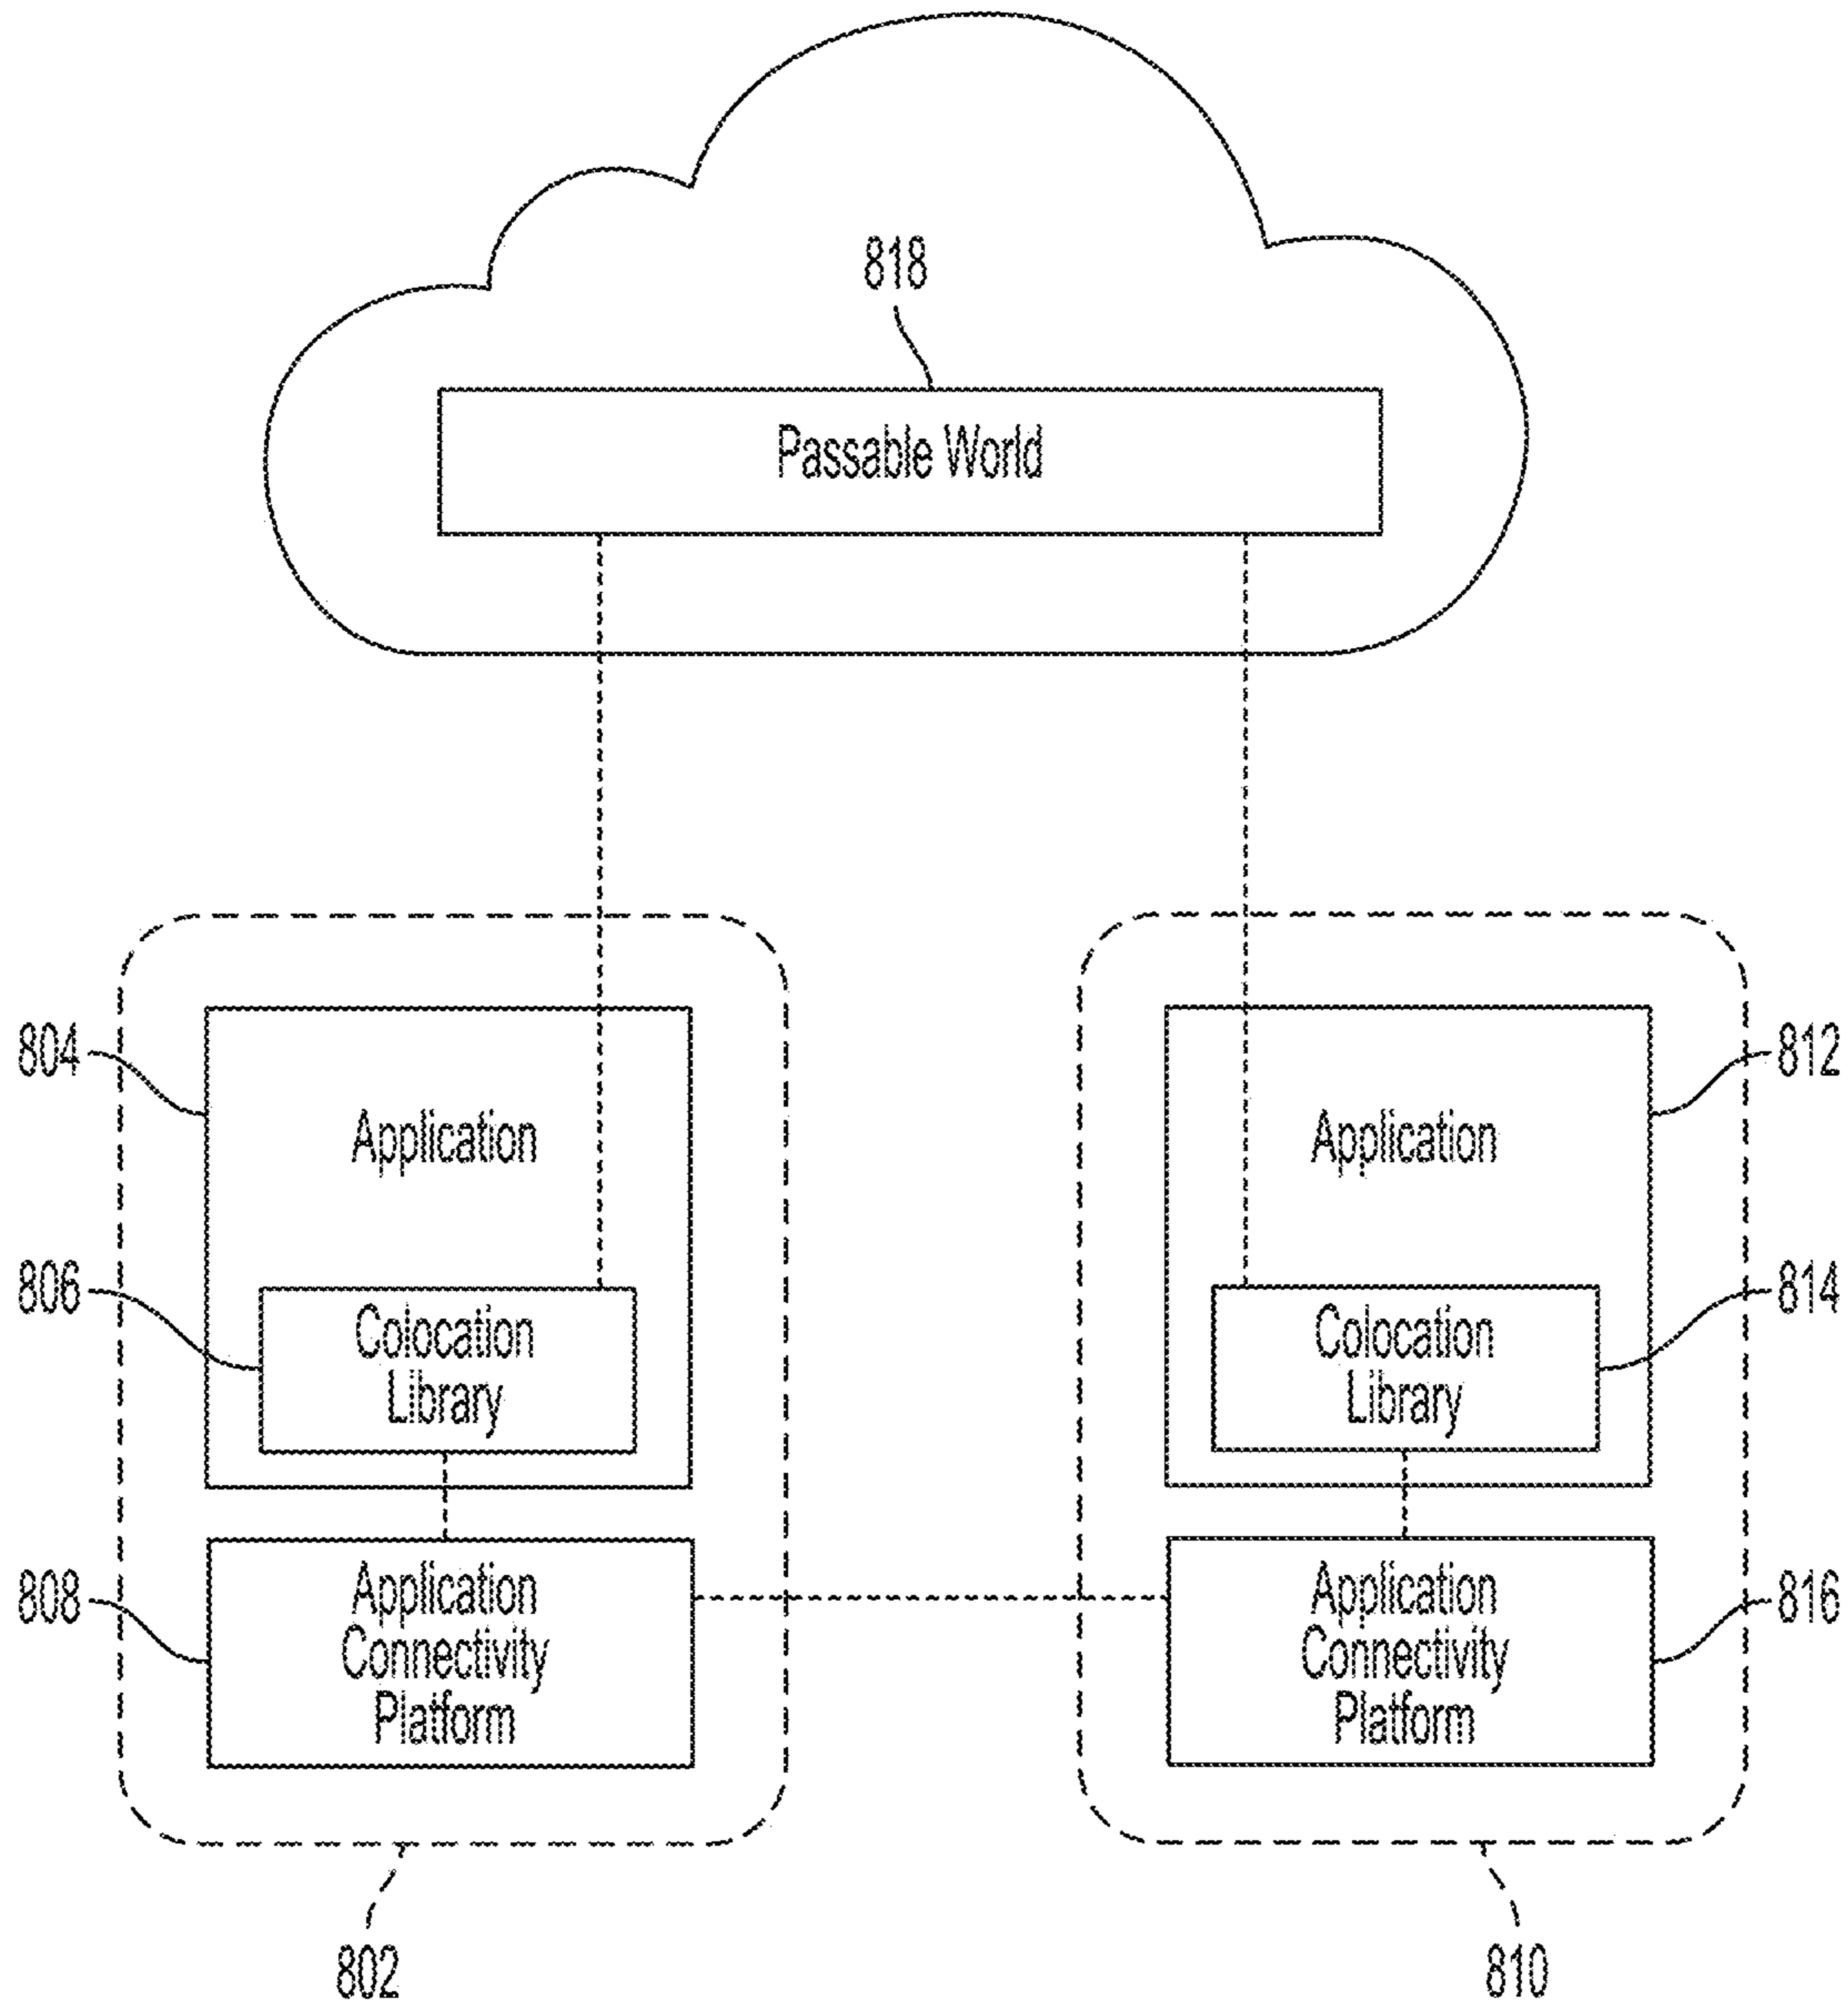 818
Passable World
804
812
Application
Application
806
814
Colocation
Library
Colocation
Library
808
816
Application
Connectivity
Platform
Application
Connectivity
Platform
802
810